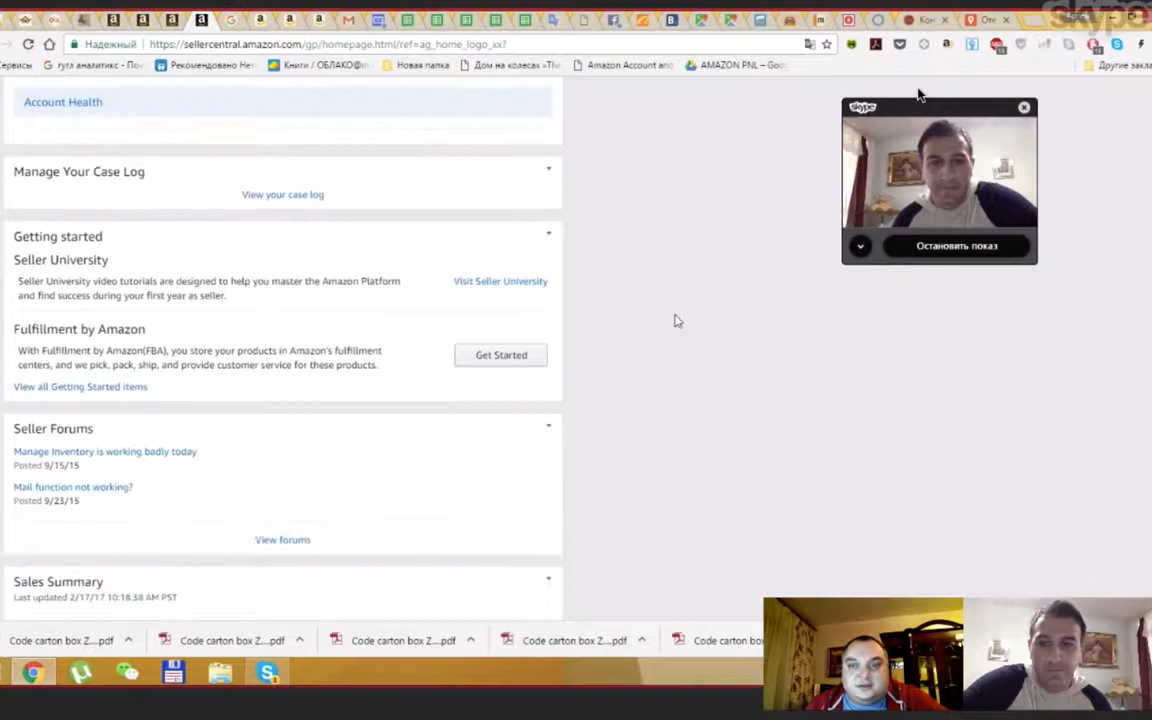 skype
Надежный
https://sellercentral.amazon.com/gp/homepage.html/ref=ag_home_logo_xx?
Сервисы
гугл аналитикс - По
Рекомендовано Не
Книги / ОБЛАКО@m
Новая папка
Дом на колесах «The
Amazon Account and
AMAZON PNL – Goo
Другие закла
Account Health
skype
Manage Your Case Log
View your case log
Getting started
Остановить показ
Seller University
Seller University video tutorials are designed to help you master the Amazon Platform
and find success during your first year as seller.
Visit Seller University
Fulfillment by Amazon
With Fulfillment by Amazon(FBA), you store your products in Amazon's fulfillment
centers, and we pick, pack, ship, and provide customer service for these products.
Get Started
View all Getting Started items
Seller Forums
Manage Inventory is working badly today
Posted 9/15/15
Mail function not working?
Posted 9/23/15
View forums
Sales Summary
Last updated 2/17/17 10:18:38 AM PST
Code carton box Z....pdf
Code carton box Z....pdf
Code carton box Z....pdf
Code carton box Z....pdf
Code carton box